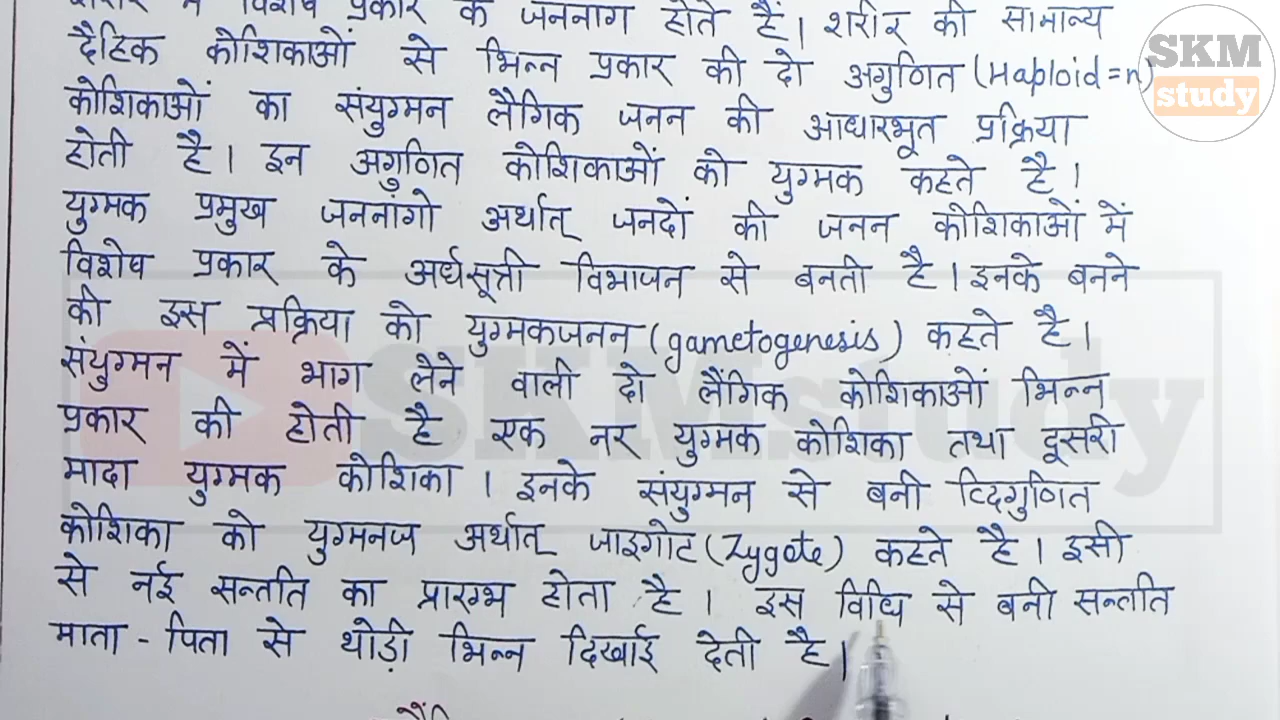 विशेष प्रकार के जननांग होते हैं। शरीर की सामान्य
दैहिक कोशिकाओं से भिन्न प्रकार की दो अगुणित (Haploid=n)
कोशिकाओं का संयुग्मन लैगिक जनन की आधारभूत प्रक्रिया
होती है। इन अगुणित कोशिकाओं को युग्मक कहते है।
युग्मक प्रमुख जननांगो अर्थात् जनदों की जनन कोशिकाओं में
विशेष प्रकार के अर्धसूत्री विभाजन से बनती है। इनके बनने
की इस प्रक्रिया को युग्मकजनन (gametogenesis) कहते है।
संयुग्मन में भाग लेने वाली दो लैंगिक कोशिकाओं भिन्न
प्रकार की होती है एक नर युग्मक कोशिका तथा दूसरी
मादा युग्मक कोशिका। इनके संयुग्मन से बनी द्विगुणित
कोशिका को युग्मनज अर्थात् जाइगोट (Zygote) कहते है। इसी
से नई सन्तति का प्रारम्भ होता है। इस विधि से बनी सन्तति
माता - पिता से थोड़ी भिन्न दिखाई देती है।
SKM
study
SKMstudy